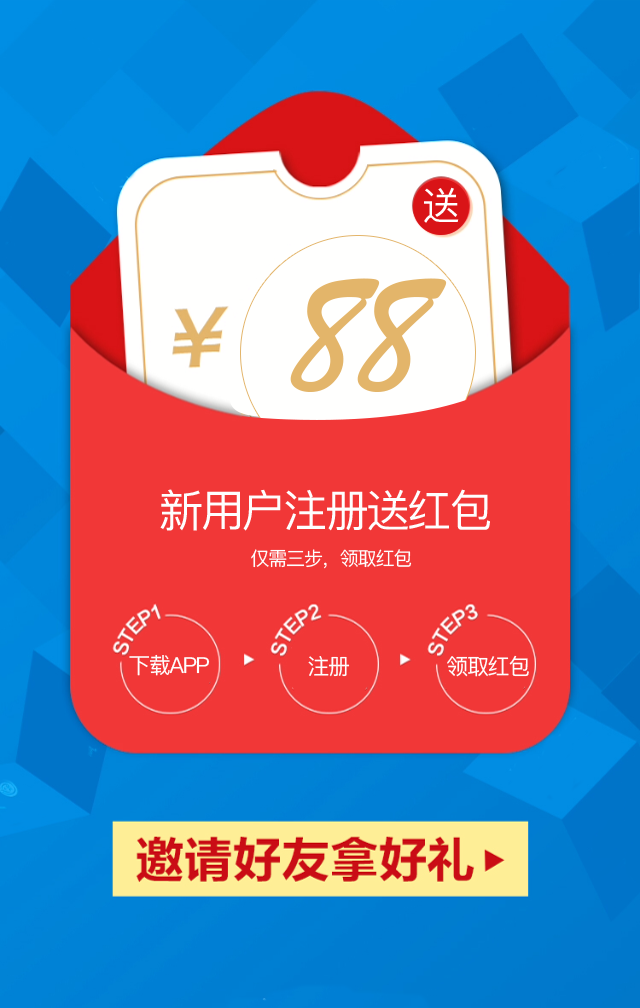 送
¥ 88
新用户注册送红包
仅需三步，领取红包
STEP1 STEP2 STEP3
下载APP 注册 领取红包
邀请好友拿好礼